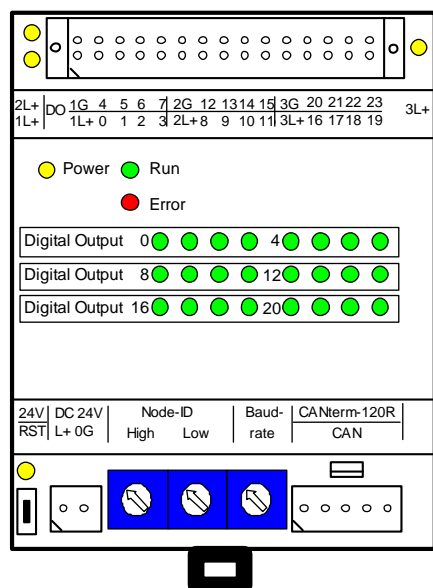 2L+ DO 1G 4 5 6 7 2G 12 13 14 15 3G 20 21 22 23 3L+
1L+ 1L+ 0 1 2 3 2L+ 8 9 10 11 3L+ 16 17 18 19
Power Run
Error
Digital Output 0 4
Digital Output 8 12
Digital Output 16 20
24V DC 24V Node-ID Baud- CANterm-120R
RST L+ 0G High Low rate CAN